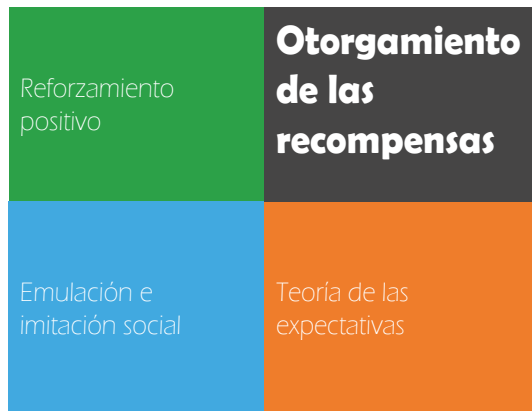 Reforzamiento
positivo
Otorgamiento
de las
recompensas
Emulación e
imitación social
Teoría de las
expectativas